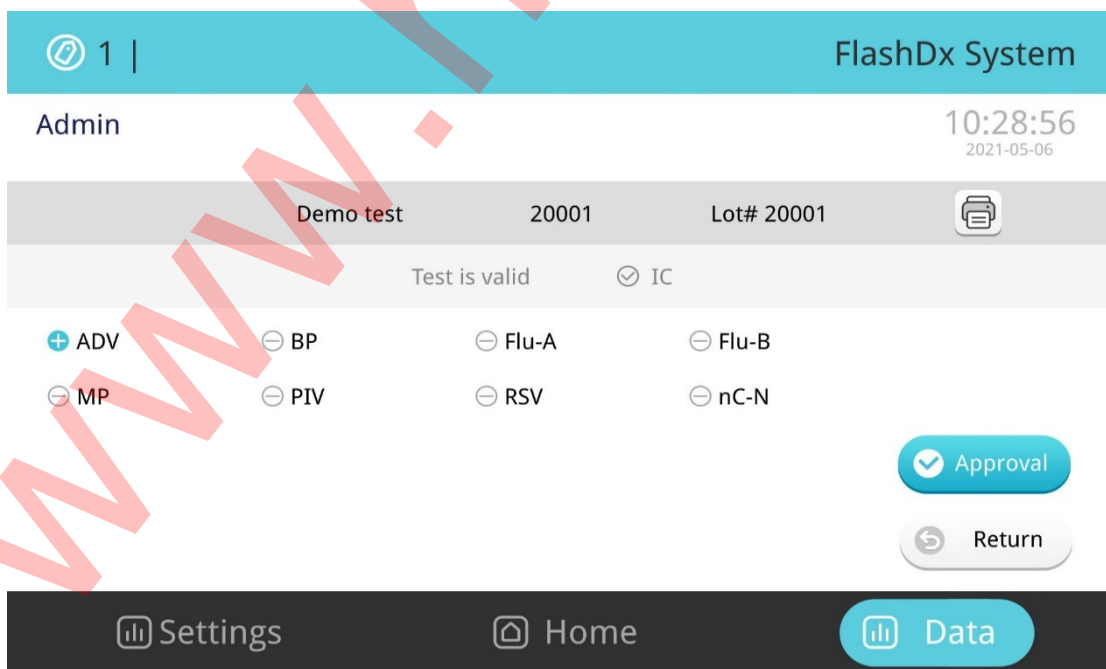 1 |
FlashDx System
Admin
10:28:56
2021-05-06
Demo test 20001 Lot# 20001
Test is valid IC
ADV BP Flu-A Flu-B
MP PIV RSV nC-N
Approval
Return
Settings Home Data